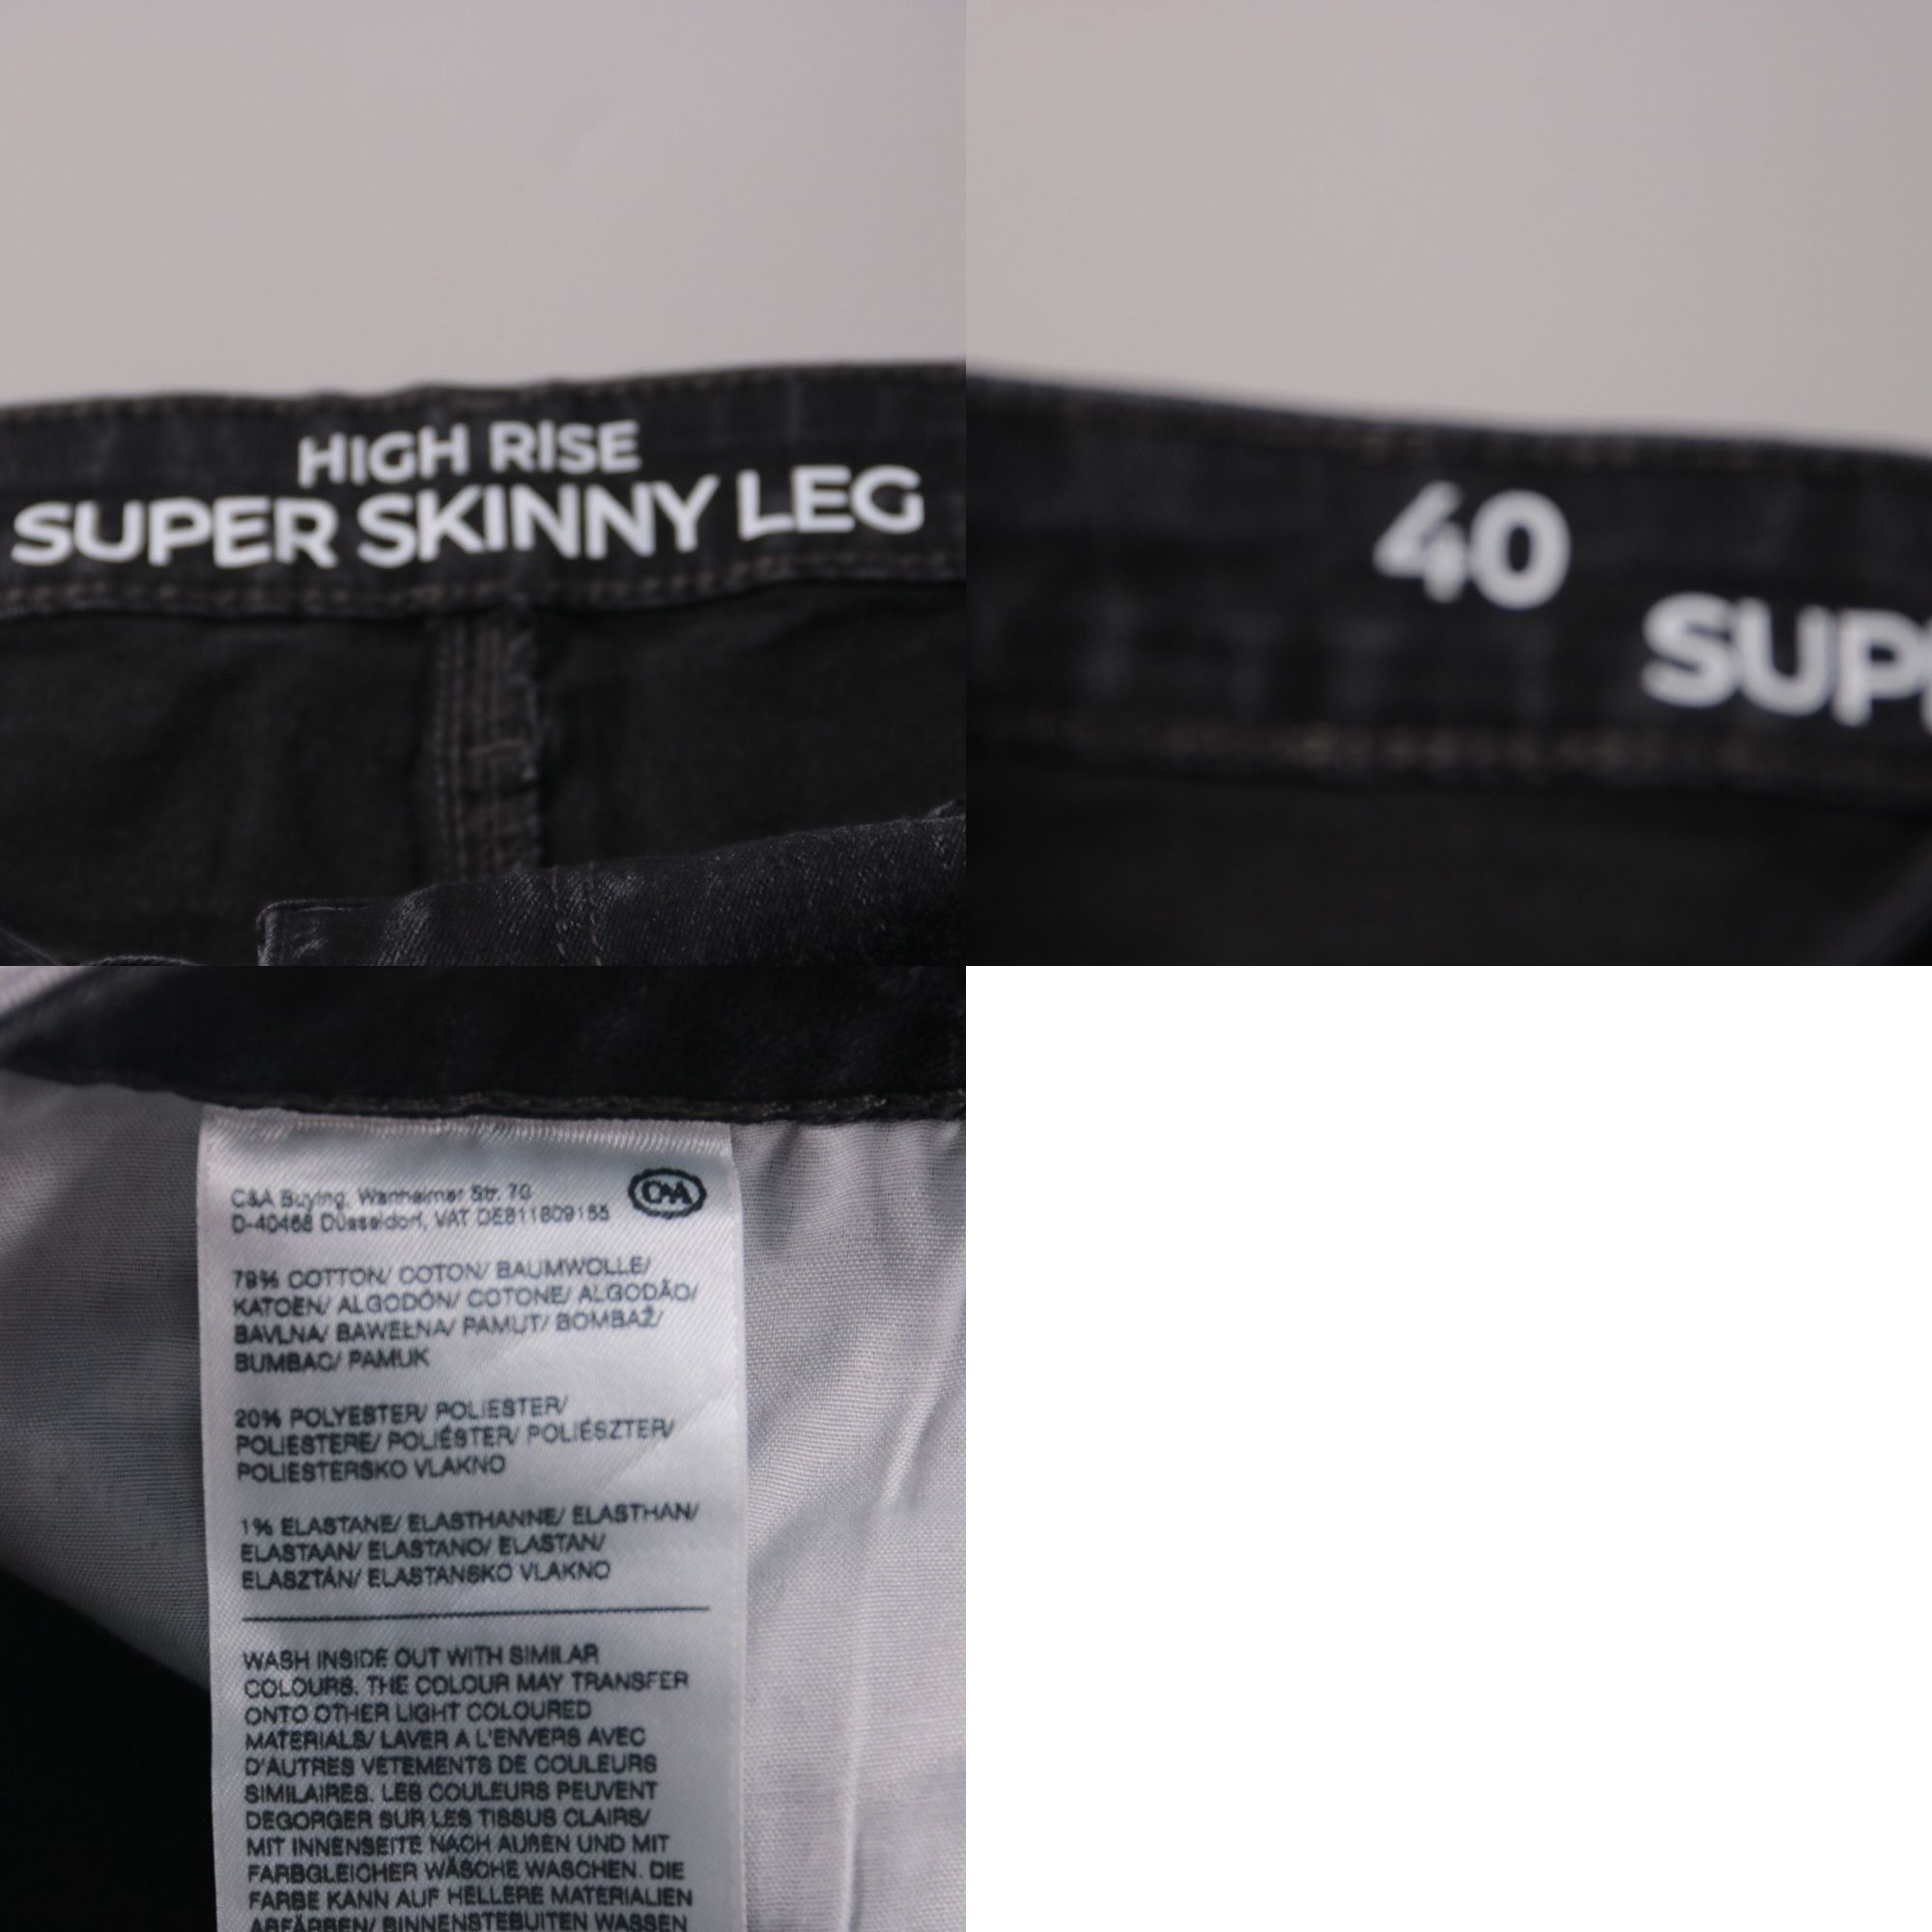 HIGH RISE
SUPER SKINNY LEG
40
SUPE
C&A Buying, Wanheimer Str. 70
D-40468 Düsseldorf, VAT DE811809155
C&A
79% COTTON/ COTON/ BAUMWOLLE/
KATOEN/ ALGODÓN/ COTONE/ ALGODÃO/
BAVLNA/ BAWEŁNA/ PAMUT/ BOMBAŽ/
BUMBAC/ PAMUK
20% POLYESTER/ POLIESTER/
POLIESTERE/ POLIÉSTER/ POLIÉSZTER/
POLIESTERSKO VLAKNO
1% ELASTANE/ ELASTHANNE/ ELASTHAN/
ELASTAAN/ ELASTANO/ ELASTAN/
ELASZTÁN/ ELASTANSKO VLAKNO
WASH INSIDE OUT WITH SIMILAR
COLOURS. THE COLOUR MAY TRANSFER
ONTO OTHER LIGHT COLOURED
MATERIALS/ LAVER A L'ENVERS AVEC
D'AUTRES VETEMENTS DE COULEURS
SIMILAIRES. LES COULEURS PEUVENT
DEGORGER SUR LES TISSUS CLAIRS/
MIT INNENSEITE NACH AUßEN UND MIT
FARBGLEICHER WÄSCHE WASCHEN. DIE
FARBE KANN AUF HELLERE MATERIALIEN
ABFÄRBEN/ BINNENSTEBUITEN WASSEN